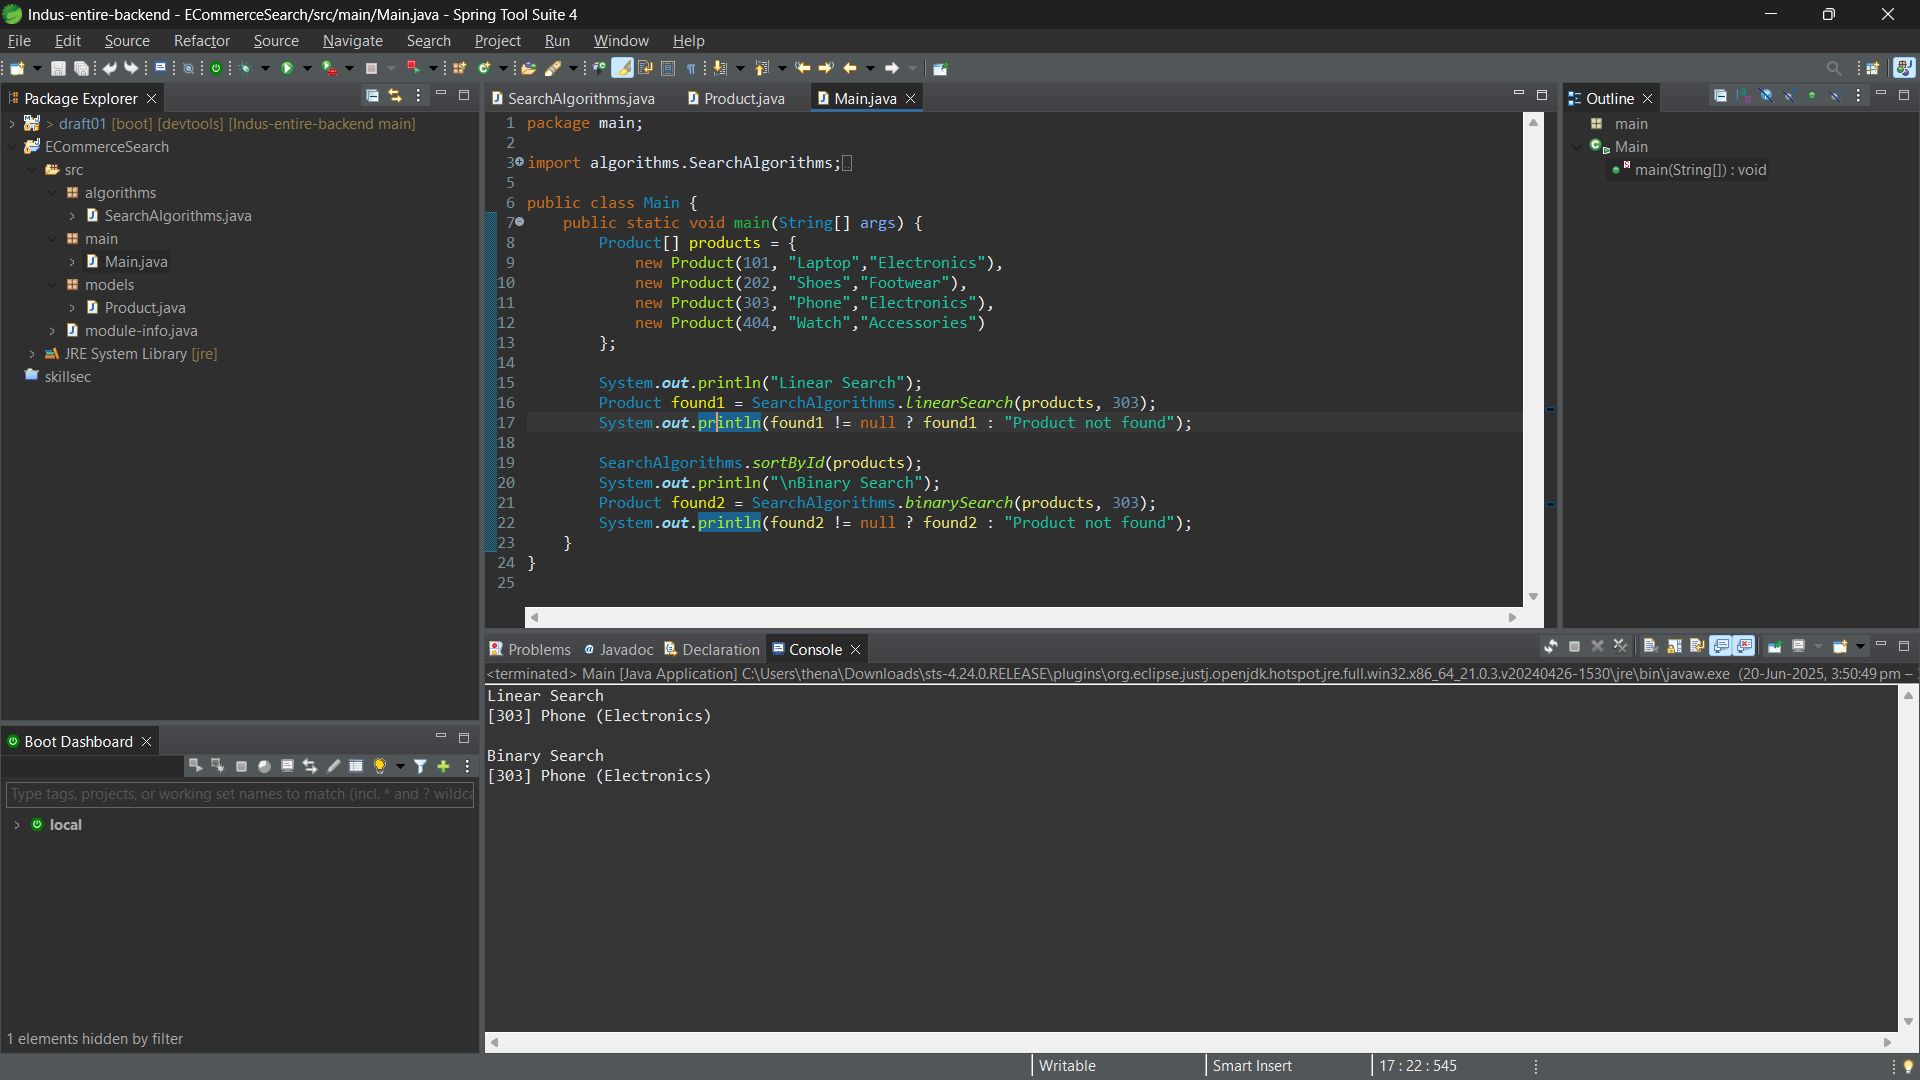 Indus-entire-backend - ECommerceSearch/src/main/Main.java - Spring Tool Suite 4
File Edit Source Refactor Source Navigate Search Project Run Window Help
Package Explorer
> draft01 [boot] [devtools] [Indus-entire-backend main]
ECommerceSearch
src
algorithms
SearchAlgorithms.java
main
Main.java
models
Product.java
module-info.java
JRE System Library [jre]
skillsec
Boot Dashboard
Type tags, projects, or working set names to match (incl. * and ? wildca
local
1 elements hidden by filter
SearchAlgorithms.java Product.java Main.java
1 package main;
2
3 import algorithms.SearchAlgorithms;
5
6 public class Main {
7 public static void main(String[] args) {
8 Product[] products = {
9 new Product(101, "Laptop","Electronics"),
10 new Product(202, "Shoes","Footwear"),
11 new Product(303, "Phone","Electronics"),
12 new Product(404, "Watch","Accessories")
13 };
14
15 System.out.println("Linear Search");
16 Product found1 = SearchAlgorithms.linearSearch(products, 303);
17 System.out.println(found1 != null ? found1 : "Product not found");
18
19 SearchAlgorithms.sortById(products);
20 System.out.println("\nBinary Search");
21 Product found2 = SearchAlgorithms.binarySearch(products, 303);
22 System.out.println(found2 != null ? found2 : "Product not found");
23 }
24 }
25
Outline
main
Main
main(String[]) : void
Problems Javadoc Declaration Console
<terminated> Main [Java Application] C:\Users\thena\Downloads\sts-4.24.0.RELEASE\plugins\org.eclipse.justj.openjdk.hotspot.jre.full.win32.x86_64_21.0.3.v20240426-1530\jre\bin\javaw.exe (20-Jun-2025, 3:50:49 pm –
Linear Search
[303] Phone (Electronics)
Binary Search
[303] Phone (Electronics)
Writable Smart Insert 17 : 22 : 545